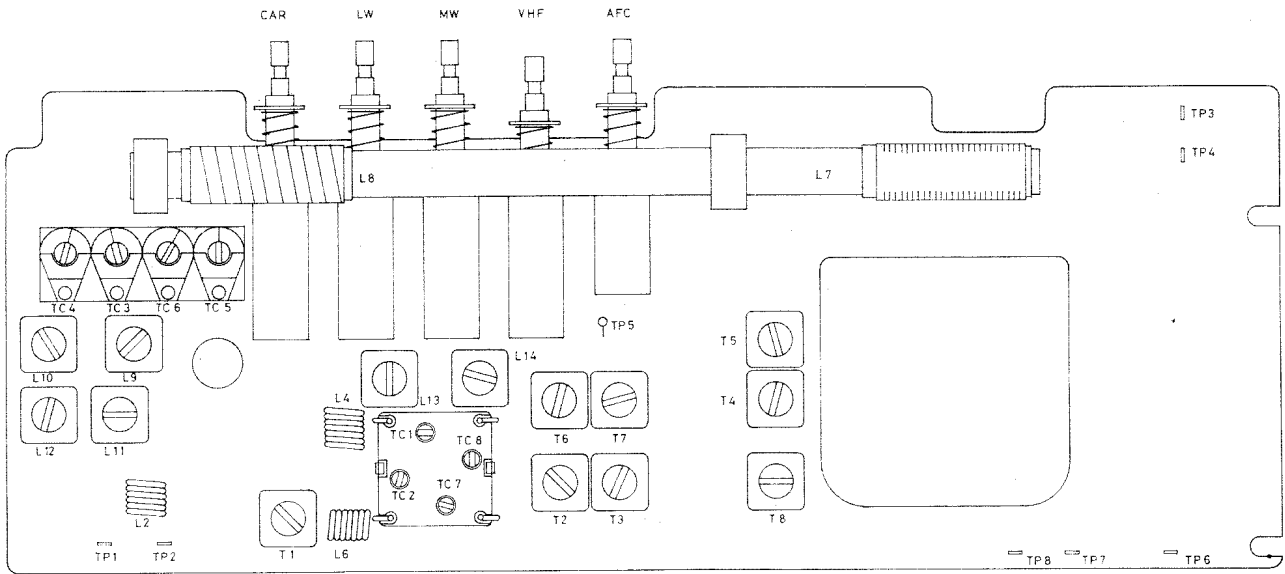 CAR LW MW VHF AFC
TP3
TP4
L8 L7
TC4 TC3 TC6 TC5
TP5
L10 L9
T5
L14
L4 L13
T4
L12 L11
TC1 TC8
T6 T7
TC2 TC7
L2
T1 L6
T2 T3
T8
TP1 TP2
TP8 TP7 TP6